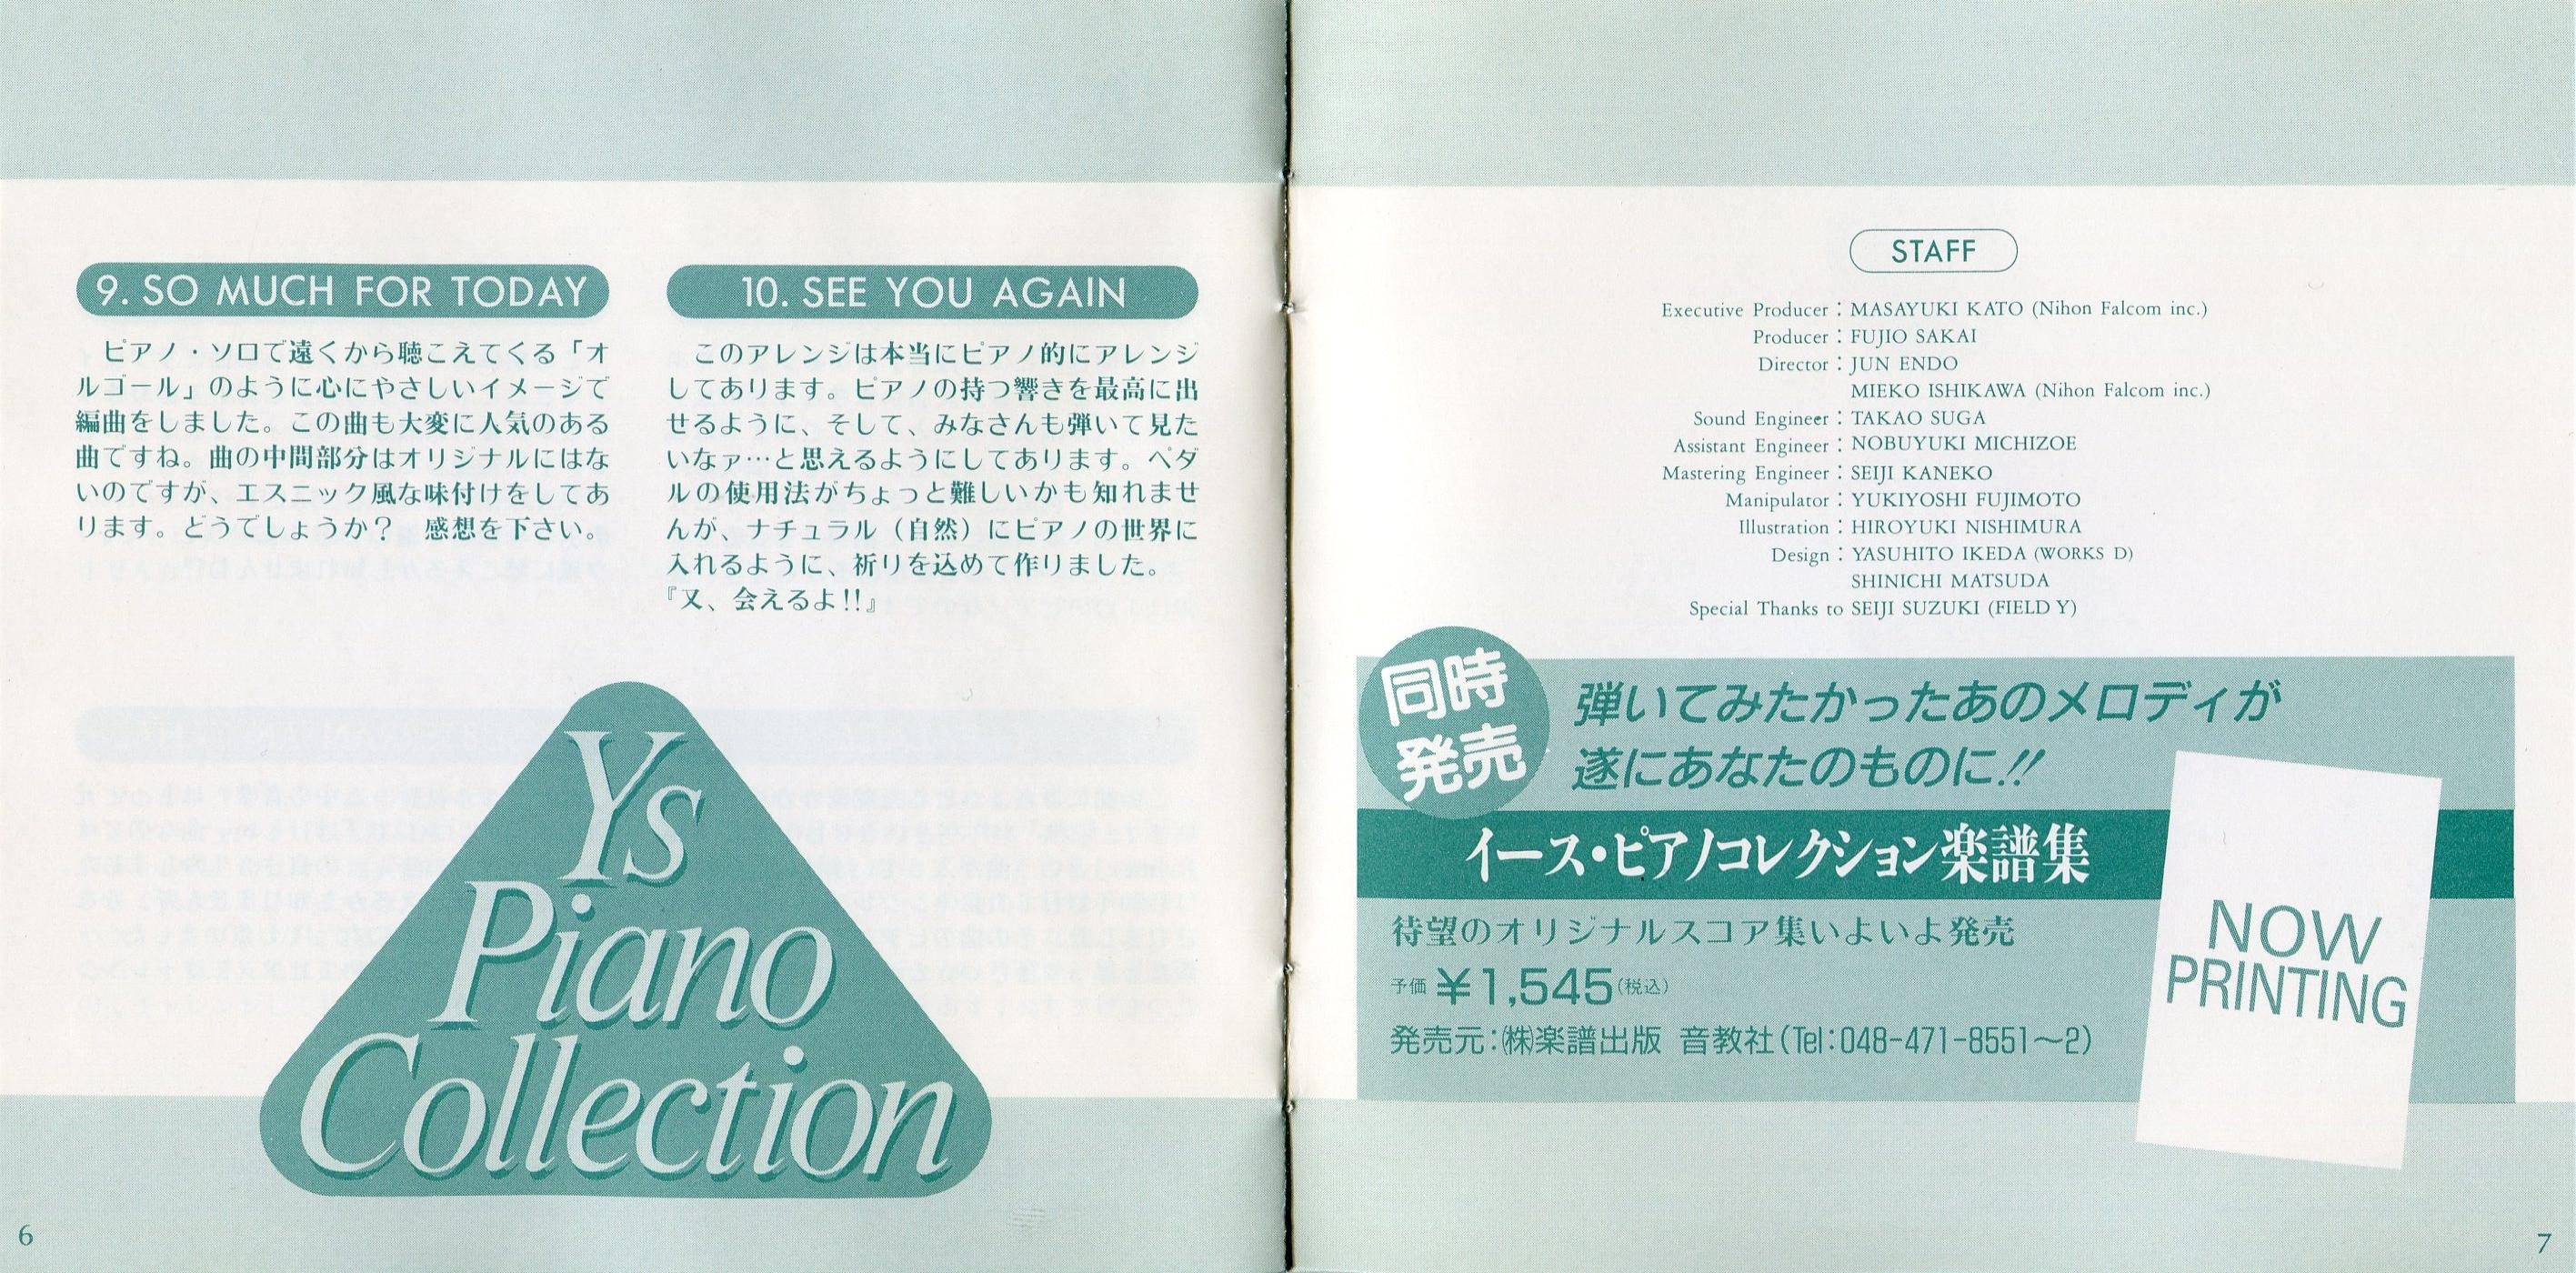 9. SO MUCH FOR TODAY
ピアノ・ソロで遠くから聴こえてくる「オ
ルゴール」のように心にやさしいイメージで
編曲をしました。この曲も大変に人気のある
曲ですね。曲の中間部分はオリジナルにはな
いのですが、エスニック風な味付けをしてあ
ります。どうでしょうか？　感想を下さい。
10. SEE YOU AGAIN
このアレンジは本当にピアノ的にアレンジ
してあります。ピアノの持つ響きを最高に出
せるように、そして、みなさんも弾いて見た
いなァ…と思えるようにしてあります。ペダ
ルの使用法がちょっと難しいかも知れませ
んが、ナチュラル（自然）にピアノの世界に
入れるように、祈りを込めて作りました。
『又、会えるよ!!』
Ys
Piano
Collection
6
STAFF
Executive Producer : MASAYUKI KATO (Nihon Falcom inc.)
Producer : FUJIO SAKAI
Director : JUN ENDO
MIEKO ISHIKAWA (Nihon Falcom inc.)
Sound Engineer : TAKAO SUGA
Assistant Engineer : NOBUYUKI MICHIZOE
Mastering Engineer : SEIJI KANEKO
Manipulator : YUKIYOSHI FUJIMOTO
Illustration : HIROYUKI NISHIMURA
Design : YASUHITO IKEDA (WORKS D)
SHINICHI MATSUDA
Special Thanks to SEIJI SUZUKI (FIELD Y)
同時
発売
弾いてみたかったあのメロディが
遂にあなたのものに!!
イース・ピアノコレクション楽譜集
待望のオリジナルスコア集いよいよ発売
予価 ¥1,545(税込)
発売元:㈱楽譜出版 音教社(Tel:048-471-8551〜2)
NOW
PRINTING
7